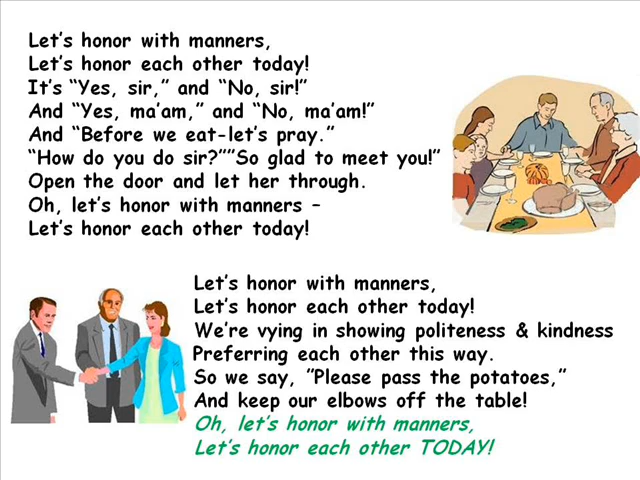 Let's honor with manners,
Let's honor each other today!
It's “Yes, sir,” and “No, sir!”
And “Yes, ma'am,” and “No, ma'am!”
And “Before we eat-let's pray.”
“How do you do sir?””So glad to meet you!”
Open the door and let her through.
Oh, let's honor with manners –
Let's honor each other today!
Let's honor with manners,
Let's honor each other today!
We're vying in showing politeness & kindness
Preferring each other this way.
So we say, ”Please pass the potatoes,”
And keep our elbows off the table!
Oh, let's honor with manners,
Let's honor each other TODAY!